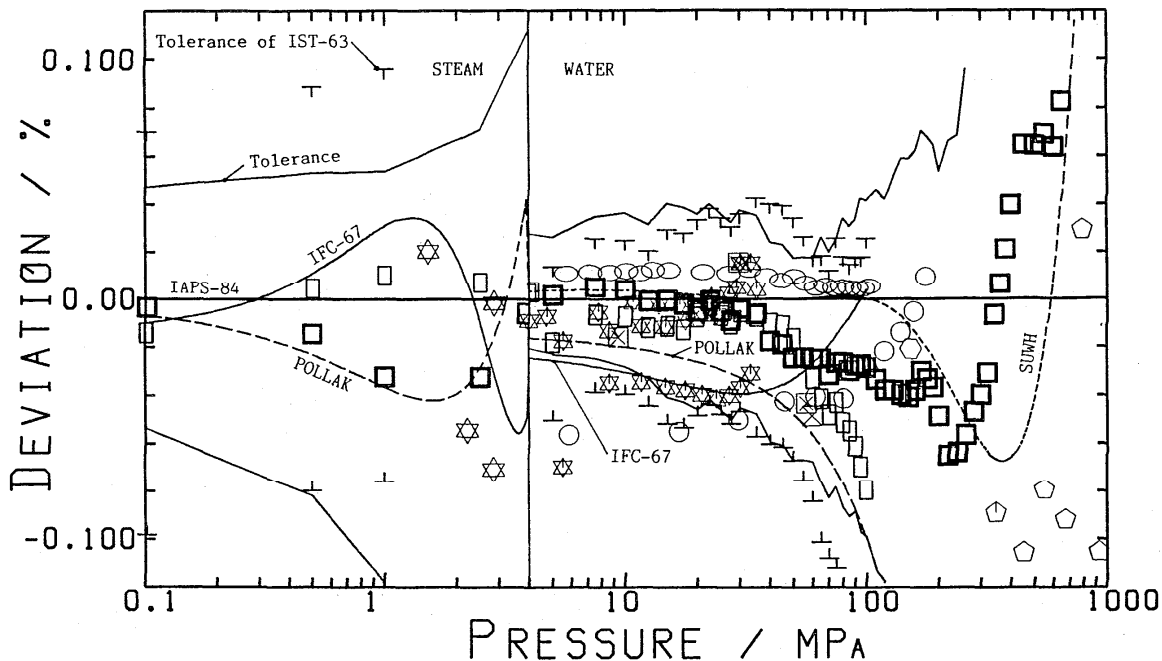 Tolerance of IST-63
STEAM
WATER
0.100
Tolerance
IFC-67
IAPS-84
0.00
POLLAK
POLLAK
SUWH
IFC-67
-0.100
DEVIATION / %
0.1
1
10
100
1000
PRESSURE / MPA